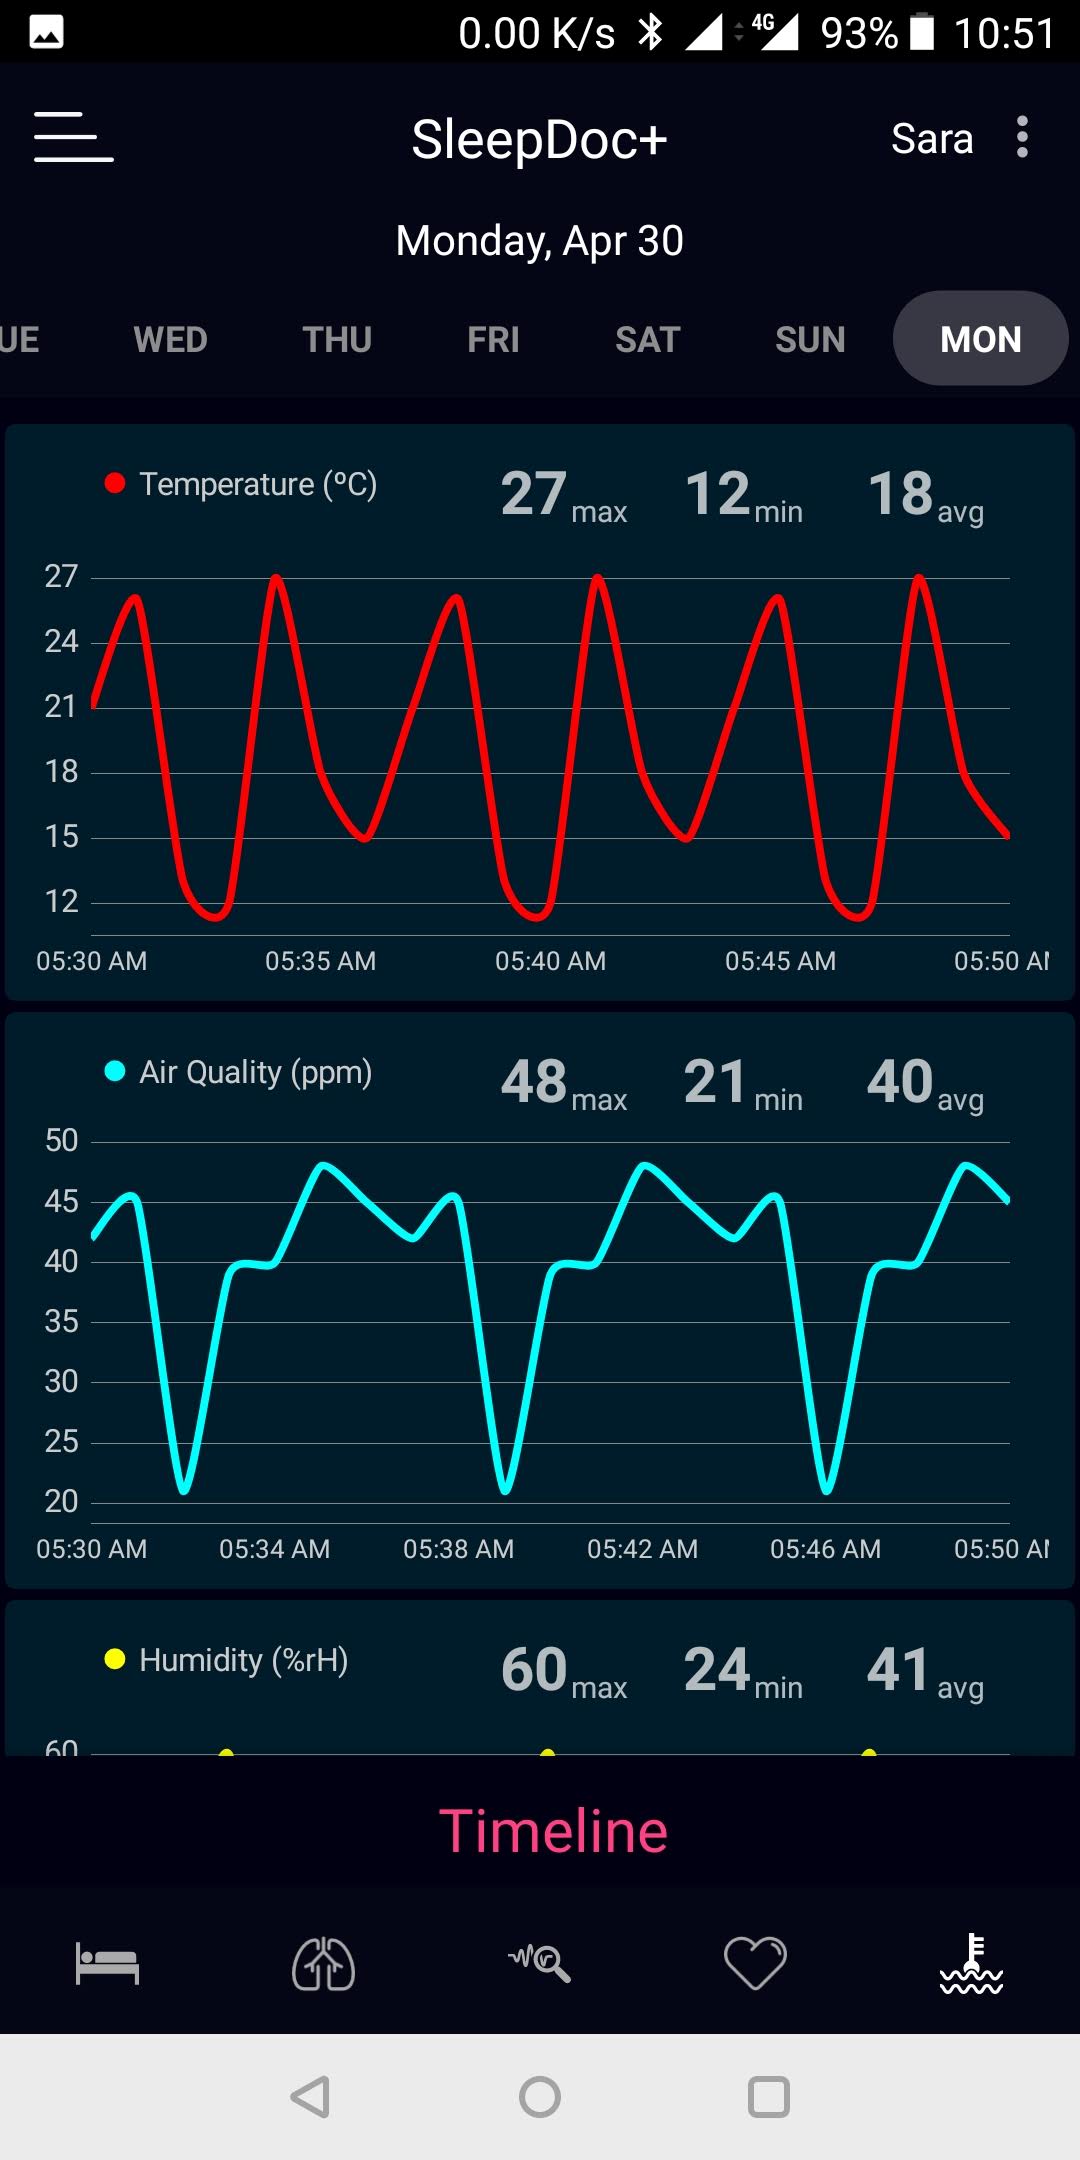 0.00 K/s 4G 93% 10:51
SleepDoc+ Sara
Monday, Apr 30
UE WED THU FRI SAT SUN MON
Temperature (ºC) 27 max 12 min 18 avg
27
24
21
18
15
12
05:30 AM 05:35 AM 05:40 AM 05:45 AM 05:50 AM
Air Quality (ppm) 48 max 21 min 40 avg
50
45
40
35
30
25
20
05:30 AM 05:34 AM 05:38 AM 05:42 AM 05:46 AM 05:50 AM
Humidity (%rH) 60 max 24 min 41 avg
60
Timeline